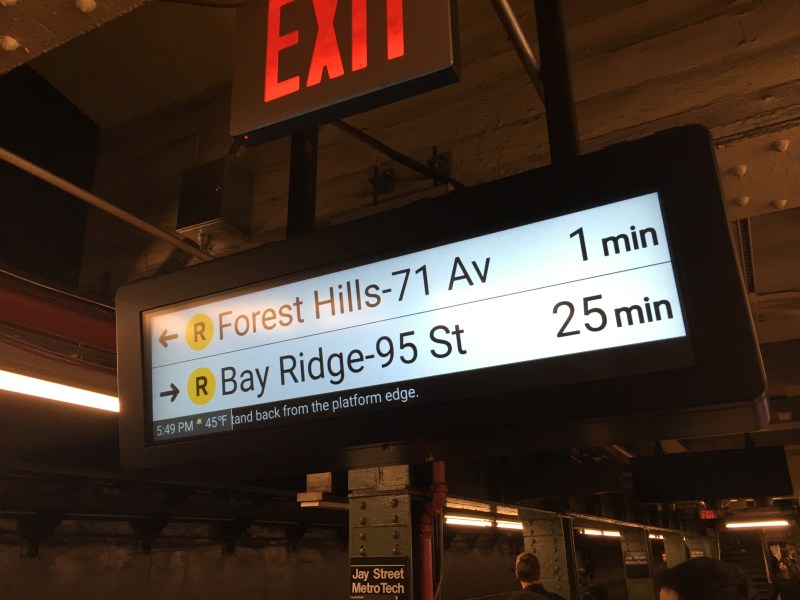 EXIT
← R Forest Hills-71 Av 1 min
→ R Bay Ridge-95 St 25 min
5:49 PM 45°F tand back from the platform edge.
Jay Street
MetroTech
EXIT